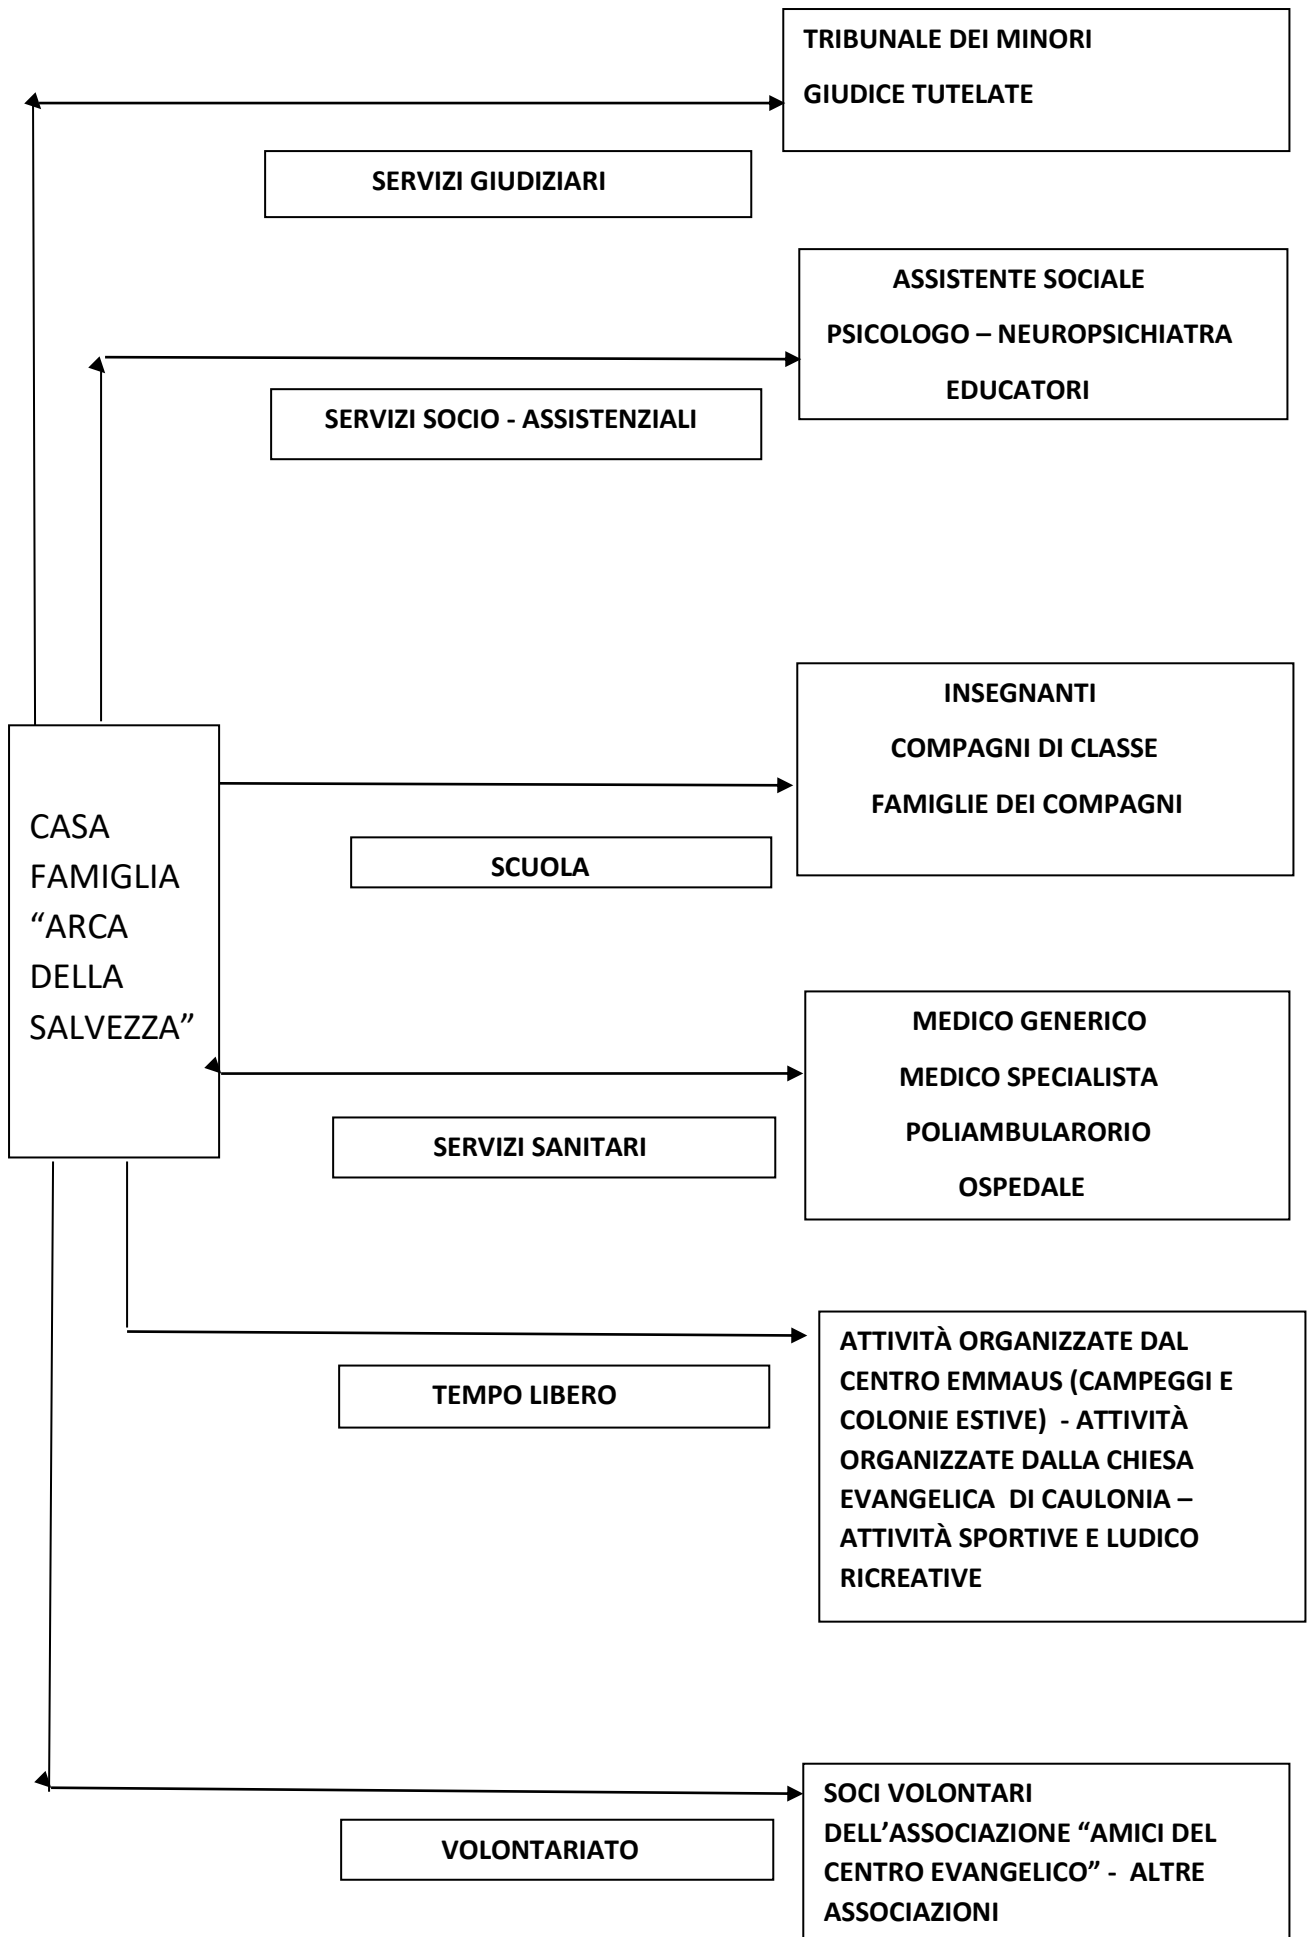 TRIBUNALE DEI MINORI
GIUDICE TUTELATE
SERVIZI GIUDIZIARI
ASSISTENTE SOCIALE
PSICOLOGO – NEUROPSICHIATRA
EDUCATORI
SERVIZI SOCIO - ASSISTENZIALI
INSEGNANTI
COMPAGNI DI CLASSE
FAMIGLIE DEI COMPAGNI
SCUOLA
CASA
FAMIGLIA
“ARCA
DELLA
SALVEZZA”
MEDICO GENERICO
MEDICO SPECIALISTA
POLIAMBULARORIO
OSPEDALE
SERVIZI SANITARI
ATTIVITÀ ORGANIZZATE DAL
CENTRO EMMAUS (CAMPEGGI E
COLONIE ESTIVE)  - ATTIVITÀ
ORGANIZZATE DALLA CHIESA
EVANGELICA  DI CAULONIA –
ATTIVITÀ SPORTIVE E LUDICO
RICREATIVE
TEMPO LIBERO
SOCI VOLONTARI
DELL’ASSOCIAZIONE “AMICI DEL
CENTRO EVANGELICO” -  ALTRE
ASSOCIAZIONI
VOLONTARIATO